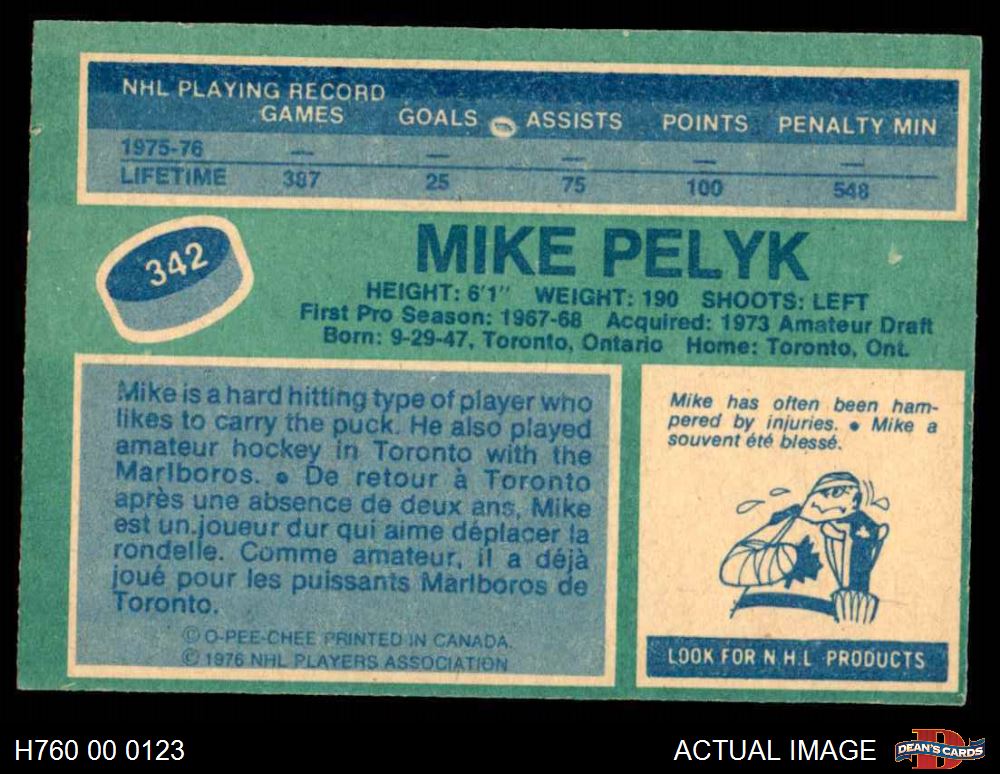 NHL PLAYING RECORD
GAMES GOALS ASSISTS POINTS PENALTY MIN
1975-76 — — — — —
LIFETIME 387 25 75 100 548
342
MIKE PELYK
HEIGHT: 6'1" WEIGHT: 190 SHOOTS: LEFT
First Pro Season: 1967-68 Acquired: 1973 Amateur Draft
Born: 9-29-47, Toronto, Ontario Home: Toronto, Ont.
Mike is a hard hitting type of player who
likes to carry the puck. He also played
amateur hockey in Toronto with the
Marlboros. • De retour à Toronto
après une absence de deux ans, Mike
est un joueur dur qui aime déplacer la
rondelle. Comme amateur, il a déjà
joué pour les puissants Marlboros de
Toronto.
© O-PEE-CHEE PRINTED IN CANADA.
© 1976 NHL PLAYERS ASSOCIATION
Mike has often been ham-
pered by injuries. • Mike a
souvent été blessé.
LOOK FOR N.H.L. PRODUCTS
H760 00 0123
ACTUAL IMAGE
DEAN'S CARDS